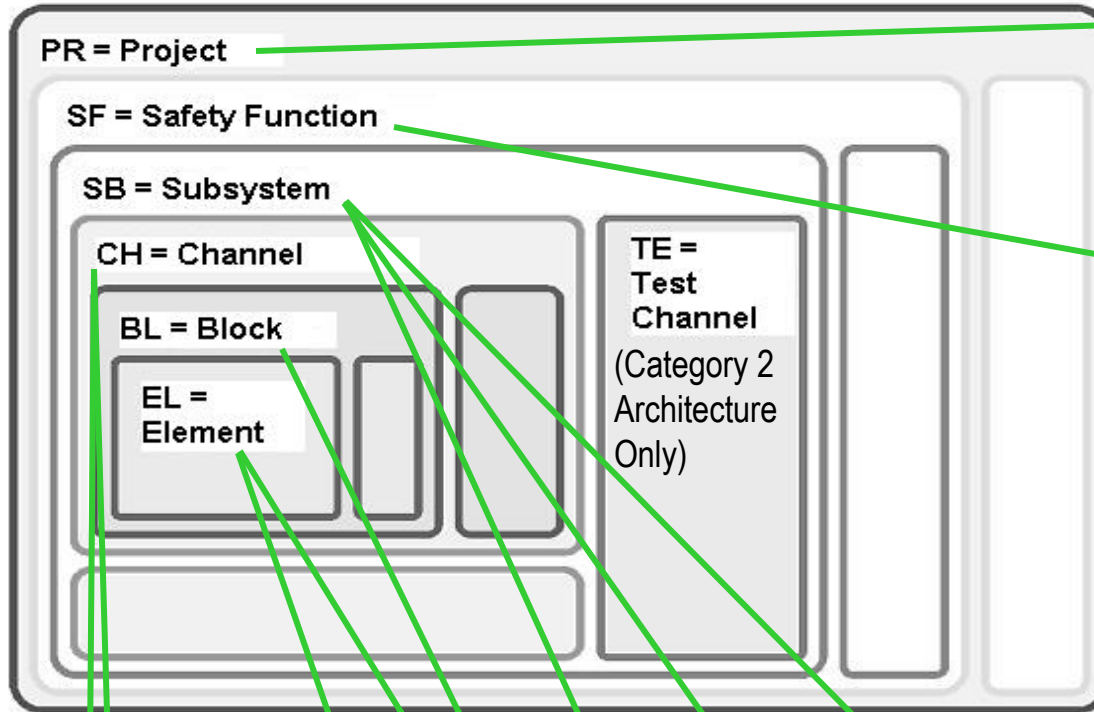 PR = Project
SF = Safety Function
SB = Subsystem
CH = Channel
TE =
Test
Channel
(Category 2
Architecture
Only)
BL = Block
EL =
Element